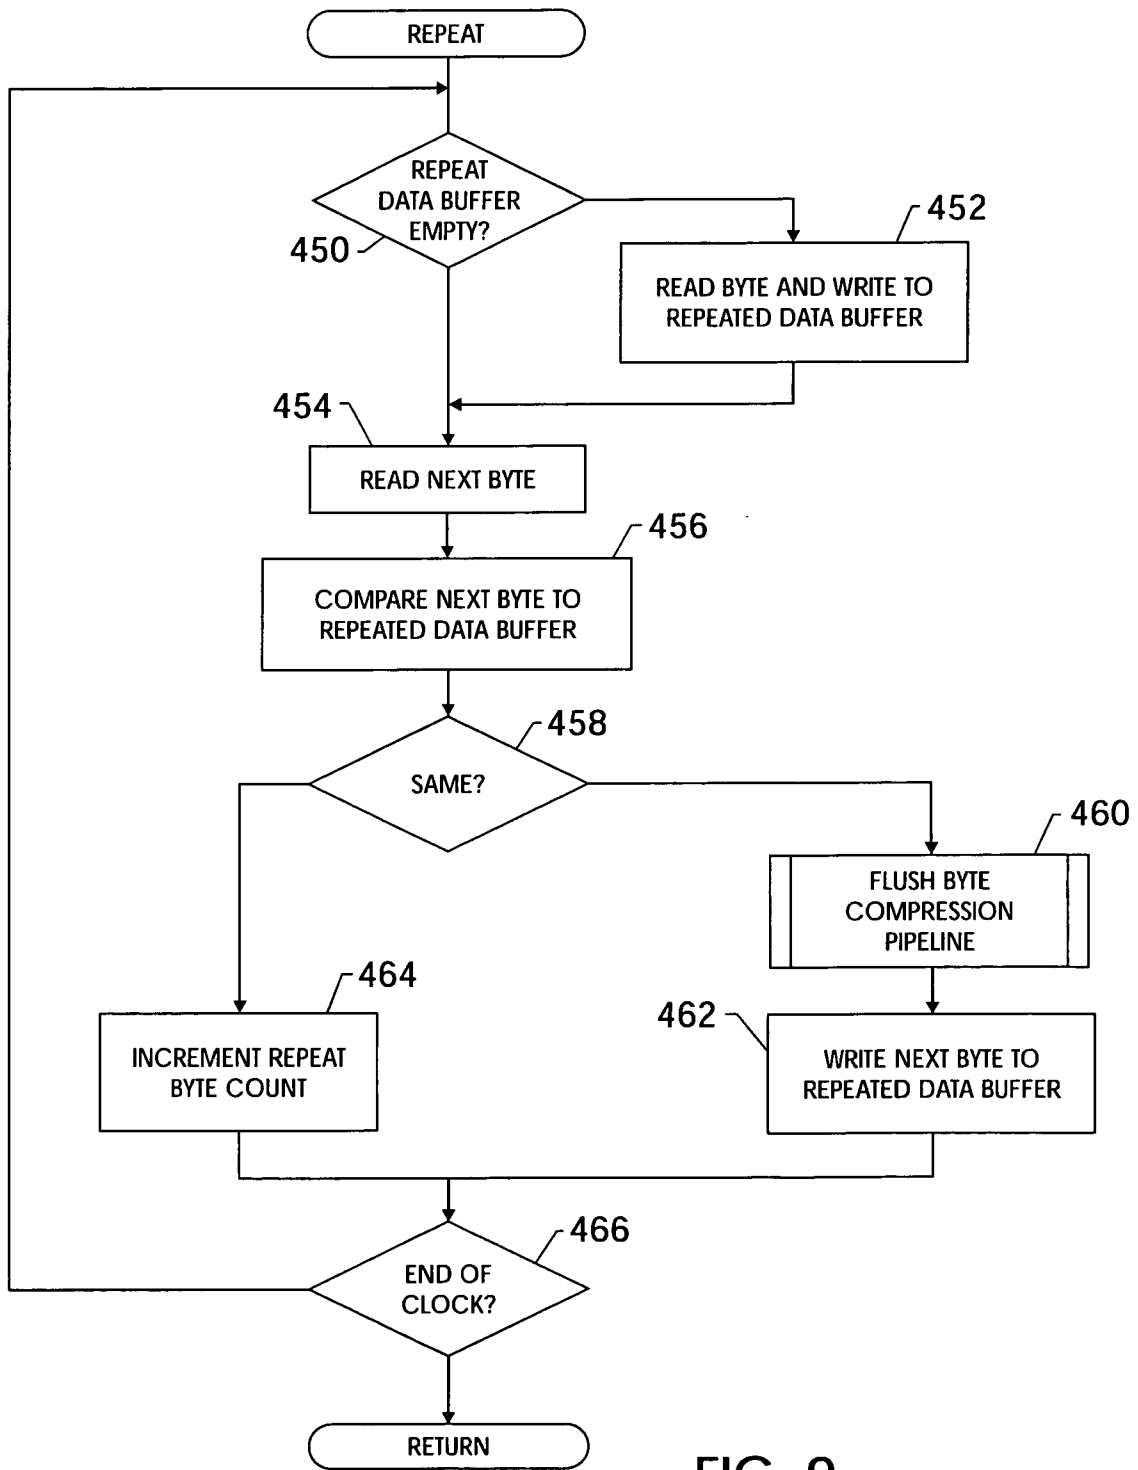 REPEAT
REPEAT
DATA BUFFER
EMPTY?
450
452
READ BYTE AND WRITE TO
REPEATED DATA BUFFER
454
READ NEXT BYTE
456
COMPARE NEXT BYTE TO
REPEATED DATA BUFFER
458
SAME?
460
FLUSH BYTE
COMPRESSION
PIPELINE
464
INCREMENT REPEAT
BYTE COUNT
462
WRITE NEXT BYTE TO
REPEATED DATA BUFFER
466
END OF
CLOCK?
RETURN